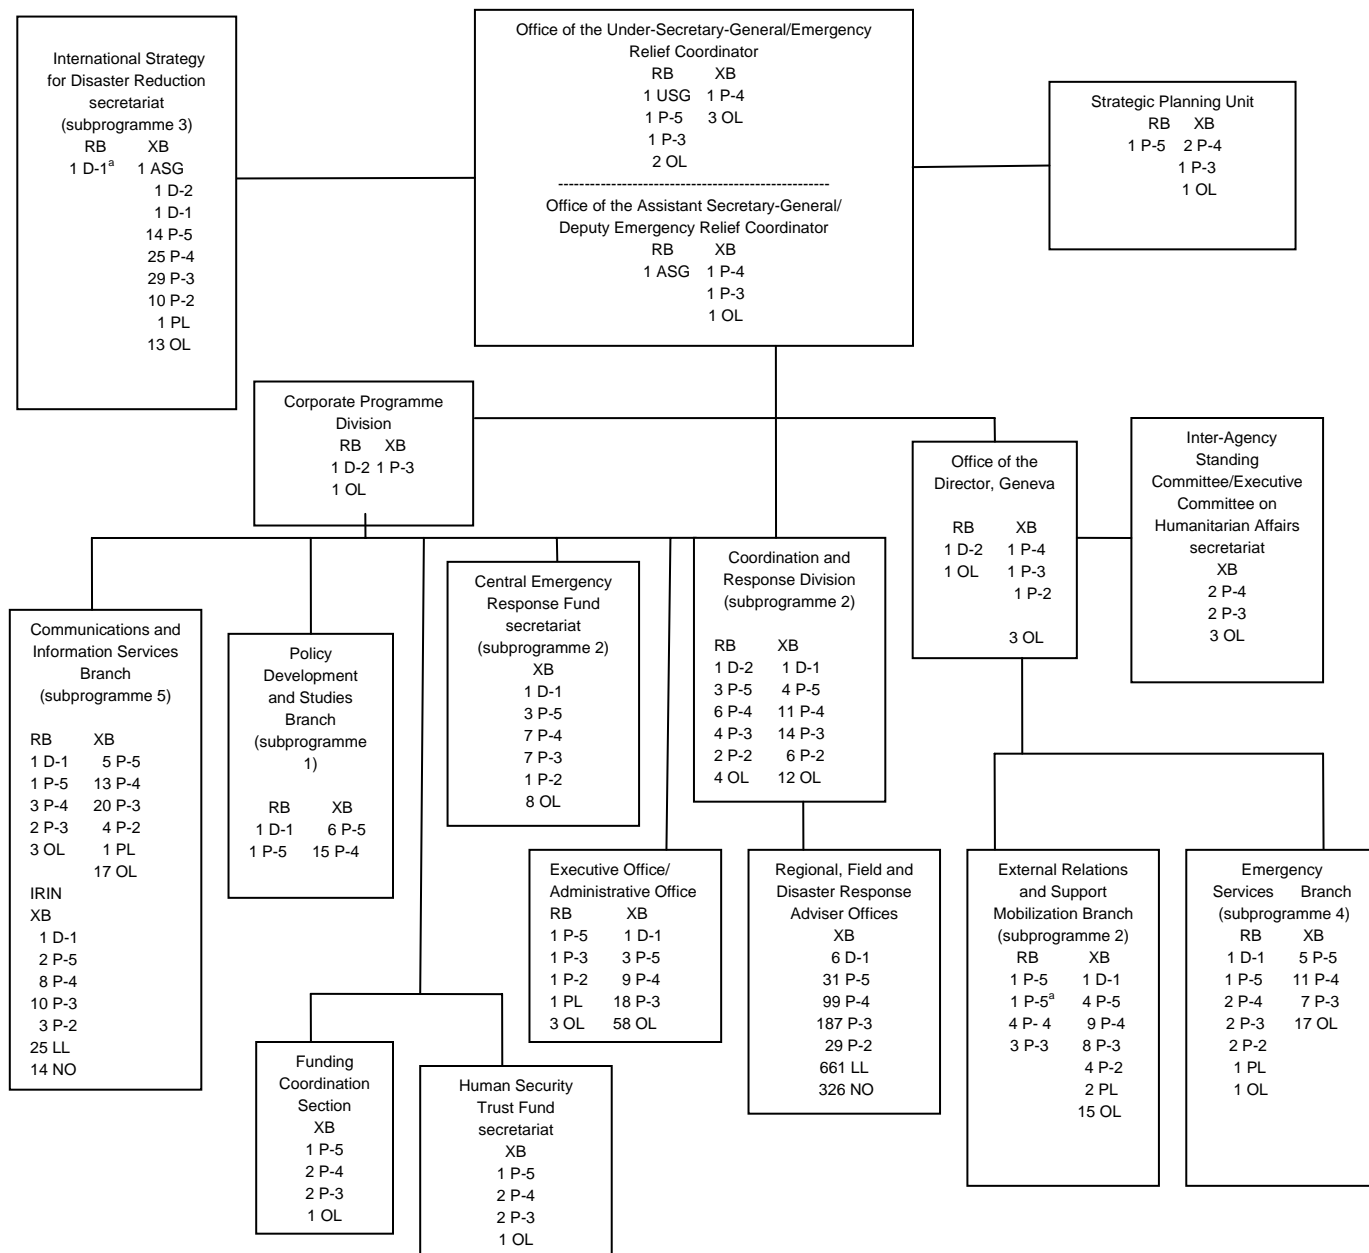 International Strategy
for Disaster Reduction
secretariat
(subprogramme 3)
RB XB
1 D-1a 1 ASG
1 D-2
1 D-1
14 P-5
25 P-4
29 P-3
10 P-2
1 PL
13 OL
Office of the Under-Secretary-General/Emergency
Relief Coordinator
RB XB
1 USG 1 P-4
1 P-5 3 OL
1 P-3
2 OL
----------------------------------------------------
Office of the Assistant Secretary-General/
Deputy Emergency Relief Coordinator
RB XB
1 ASG 1 P-4
1 P-3
1 OL
Strategic Planning Unit
RB XB
1 P-5 2 P-4
1 P-3
1 OL
Corporate Programme
Division
RB XB
1 D-2 1 P-3
1 OL
Office of the
Director, Geneva
RB XB
1 D-2 1 P-4
1 OL 1 P-3
1 P-2
3 OL
Inter-Agency
Standing
Committee/Executive
Committee on
Humanitarian Affairs
secretariat
XB
2 P-4
2 P-3
3 OL
Communications and
Information Services
Branch
(subprogramme 5)
RB XB
1 D-1 5 P-5
1 P-5 13 P-4
3 P-4 20 P-3
2 P-3 4 P-2
3 OL 1 PL
17 OL
IRIN
XB
1 D-1
2 P-5
8 P-4
10 P-3
3 P-2
25 LL
14 NO
Policy
Development
and Studies
Branch
(subprogramme
1)
RB XB
1 D-1 6 P-5
1 P-5 15 P-4
Central Emergency
Response Fund
secretariat
(subprogramme 2)
XB
1 D-1
3 P-5
7 P-4
7 P-3
1 P-2
8 OL
Coordination and
Response Division
(subprogramme 2)
RB XB
1 D-2 1 D-1
3 P-5 4 P-5
6 P-4 11 P-4
4 P-3 14 P-3
2 P-2 6 P-2
4 OL 12 OL
Executive Office/
Administrative Office
RB XB
1 P-5 1 D-1
1 P-3 3 P-5
1 P-2 9 P-4
1 PL 18 P-3
3 OL 58 OL
Regional, Field and
Disaster Response
Adviser Offices
XB
6 D-1
31 P-5
99 P-4
187 P-3
29 P-2
661 LL
326 NO
External Relations
and Support
Mobilization Branch
(subprogramme 2)
RB XB
1 P-5 1 D-1
1 P-5a 4 P-5
4 P- 4 9 P-4
3 P-3 8 P-3
4 P-2
2 PL
15 OL
Emergency
Services Branch
(subprogramme 4)
RB XB
1 D-1 5 P-5
1 P-5 11 P-4
2 P-4 7 P-3
2 P-3 17 OL
2 P-2
1 PL
1 OL
Funding
Coordination
Section
XB
1 P-5
2 P-4
2 P-3
1 OL
Human Security
Trust Fund
secretariat
XB
1 P-5
2 P-4
2 P-3
1 OL